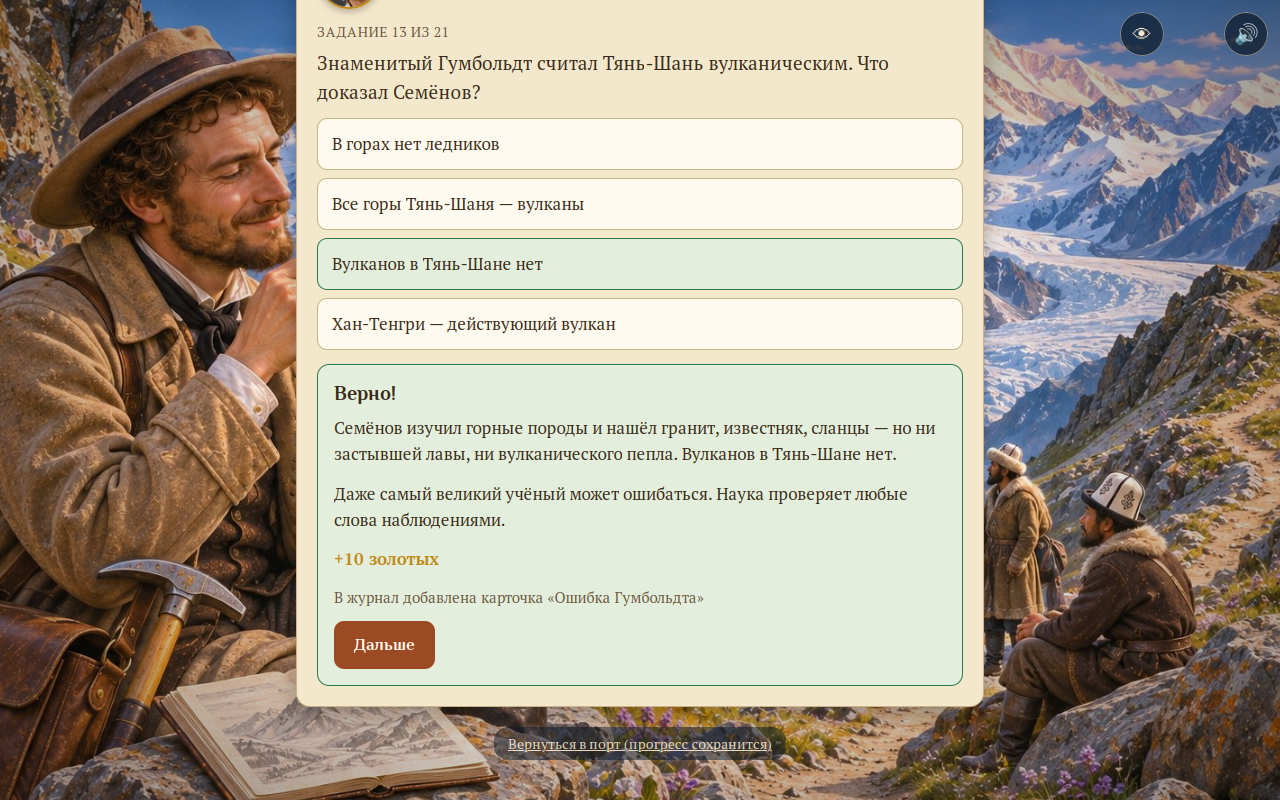 ЗАДАНИЕ 13 ИЗ 21
Знаменитый Гумбольдт считал Тянь-Шань вулканическим. Что
доказал Семёнов?
В горах нет ледников
Все горы Тянь-Шаня — вулканы
Вулканов в Тянь-Шане нет
Хан-Тенгри — действующий вулкан
Верно!
Семёнов изучил горные породы и нашёл гранит, известняк, сланцы — но ни
застывшей лавы, ни вулканического пепла. Вулканов в Тянь-Шане нет.
Даже самый великий учёный может ошибаться. Наука проверяет любые
слова наблюдениями.
+10 золотых
В журнал добавлена карточка «Ошибка Гумбольдта»
Дальше
Вернуться в порт (прогресс сохранится)